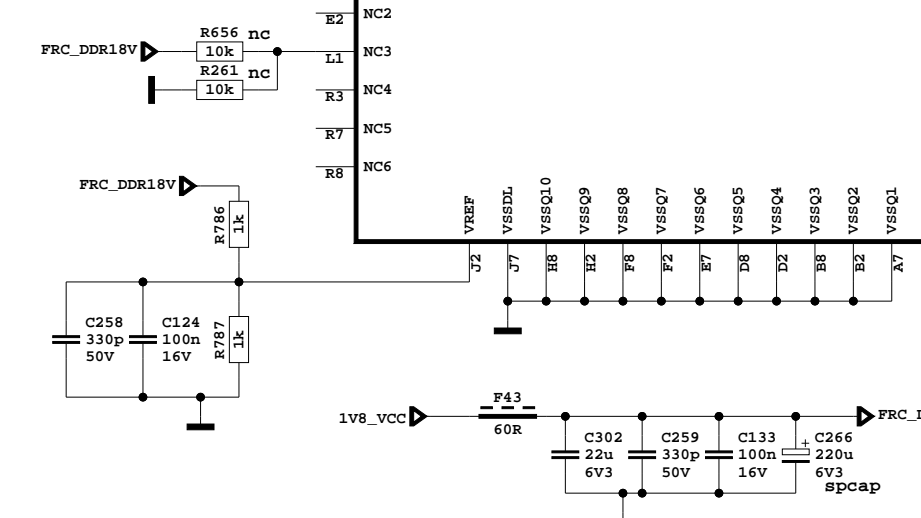 E2
NC2
R656 nc
FRC_DDR18V
10k
L1
NC3
R261 nc
10k
R3
NC4
R7
NC5
R8
NC6
FRC_DDR18V
R786
1k
VREF
VSSDL
VSSQ10
VSSQ9
VSSQ8
VSSQ7
VSSQ6
VSSQ5
VSSQ4
VSSQ3
VSSQ2
VSSQ1
J2
J7
H8
H2
F8
F2
E7
D8
D2
B8
B2
A7
C258
330p
50V
C124
100n
16V
R787
1k
1V8_VCC
F43
60R
C302
22u
6V3
C259
330p
50V
C133
100n
16V
+
C266
220u
6V3
spcap